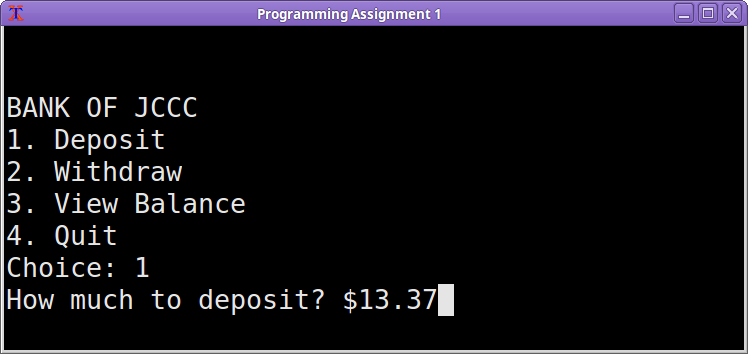 Programming Assignment 1
BANK OF JCCC
1. Deposit
2. Withdraw
3. View Balance
4. Quit
Choice: 1
How much to deposit? $13.37